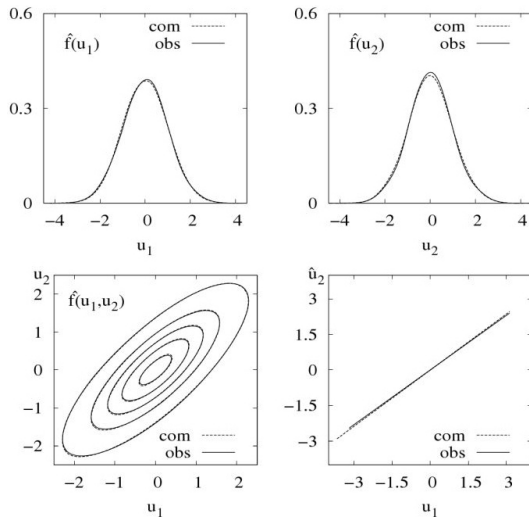 0.6
0.3
0
f̂(u₁)
com
obs
−4 −2 0 2 4
u₁
0.6
0.3
0
f̂(u₂)
com
obs
−4 −2 0 2 4
u₂
u₂
2
1
0
−1
−2
f̂(u₁,u₂)
com
obs
−2 −1 0 1 2
u₁
û₂
3
1.5
0
−1.5
−3
com
obs
−3 −1.5 0 1.5 3
u₁